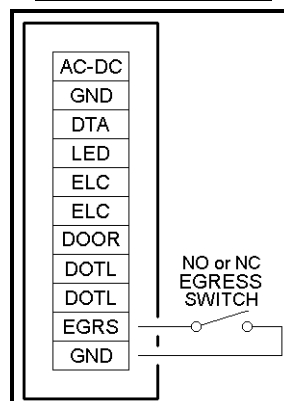 AC-DC
GND
DTA
LED
ELC
ELC
DOOR
DOTL
DOTL
EGRS
GND
NO or NC
EGRESS
SWITCH